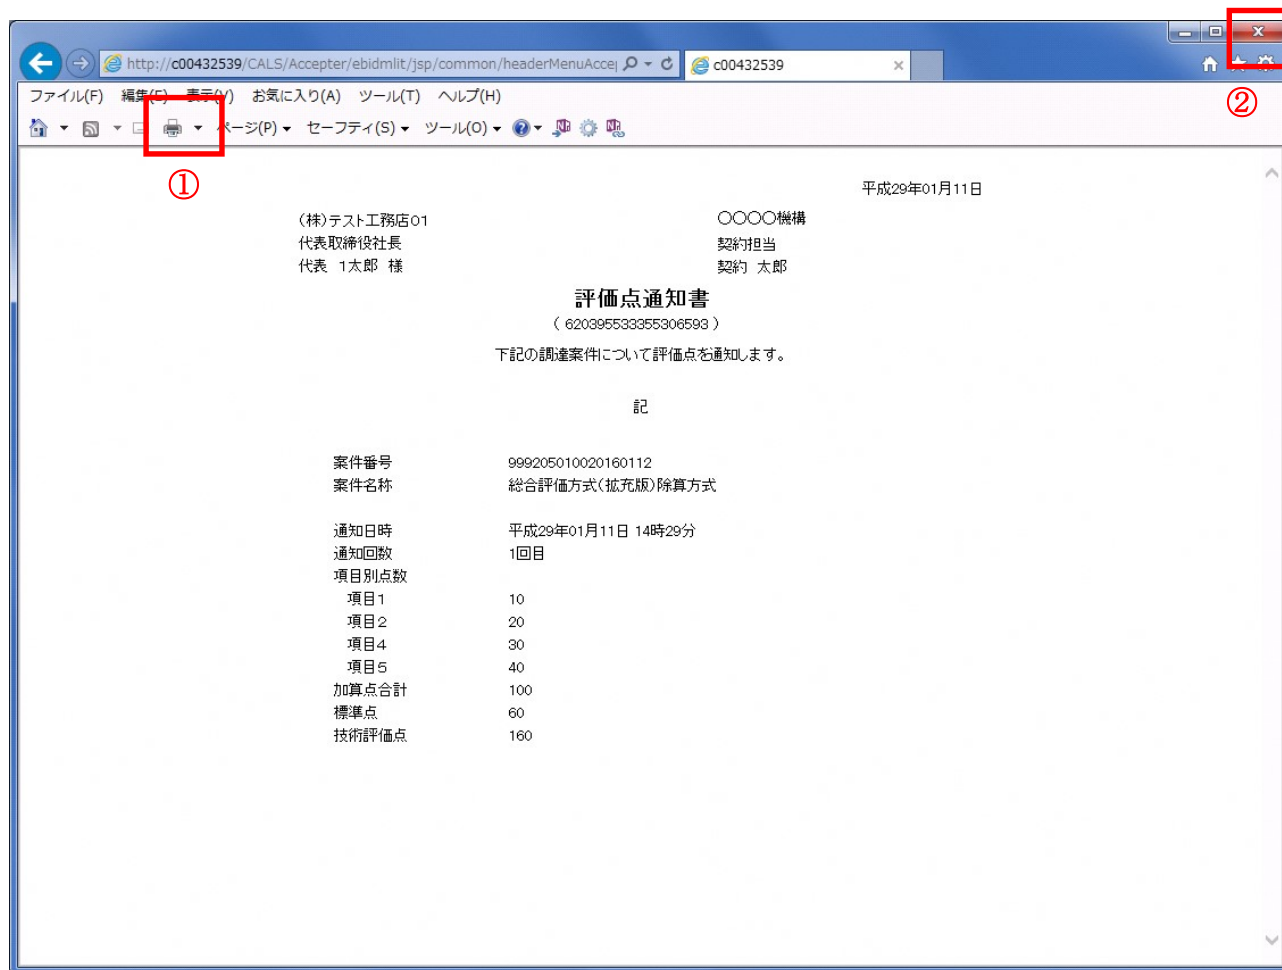 http://c00432539/CALS/Accepter/ebidmlit/jsp/common/headerMenuAccep
c00432539
②
ファイル(F) 編集(E) 表示(V) お気に入り(A) ツール(T) ヘルプ(H)
ページ(P) セーフティ(S) ツール(O)
①
平成29年01月11日
(株)テスト工務店01
〇〇〇〇機構
代表取締役社長
契約担当
代表 1太郎 様
契約 太郎
評価点通知書
( 620395533355306593 )
下記の調達案件について評価点を通知します。
記
案件番号 999205010020160112
案件名称 総合評価方式(拡充版)除算方式
通知日時 平成29年01月11日 14時29分
通知回数 1回目
項目別点数
項目1 10
項目2 20
項目4 30
項目5 40
加算点合計 100
標準点 60
技術評価点 160